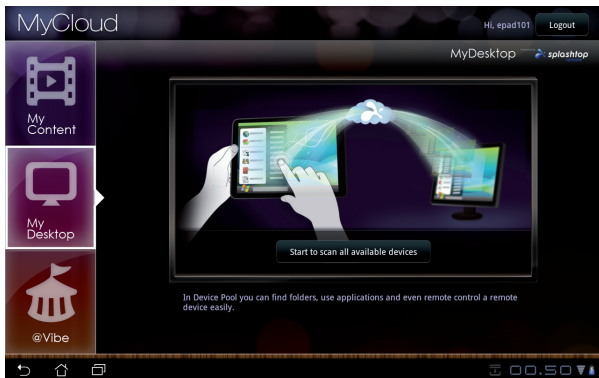 MyCloud
Hi, epad101
Logout
MyDesktop
splashtop
My
Content
My
Desktop
@Vibe
Start to scan all available devices
In Device Pool you can find folders, use applications and even remote control a remote
device easily.
00.50